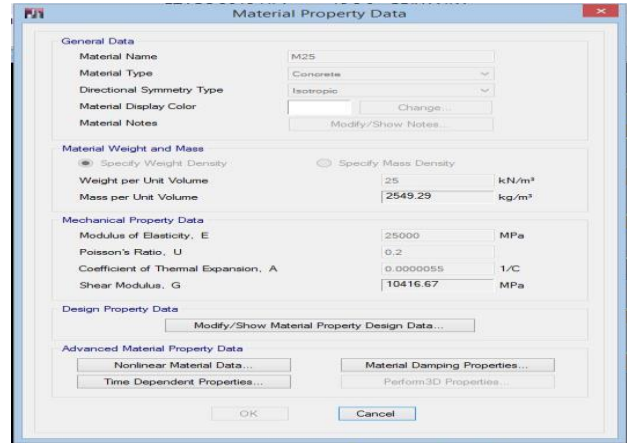 Material Property Data
General Data
Material Name M25
Material Type Concrete
Directional Symmetry Type Isotropic
Material Display Color Change...
Material Notes Modify/Show Notes...
Material Weight and Mass
Specify Weight Density Specify Mass Density
Weight per Unit Volume 25 kN/m³
Mass per Unit Volume 2549.29 kg/m³
Mechanical Property Data
Modulus of Elasticity, E 25000 MPa
Poisson's Ratio, U 0.2
Coefficient of Thermal Expansion, A 0.0000055 1/C
Shear Modulus, G 10416.67 MPa
Design Property Data
Modify/Show Material Property Design Data...
Advanced Material Property Data
Nonlinear Material Data... Material Damping Properties...
Time Dependent Properties... Perform3D Properties...
OK Cancel